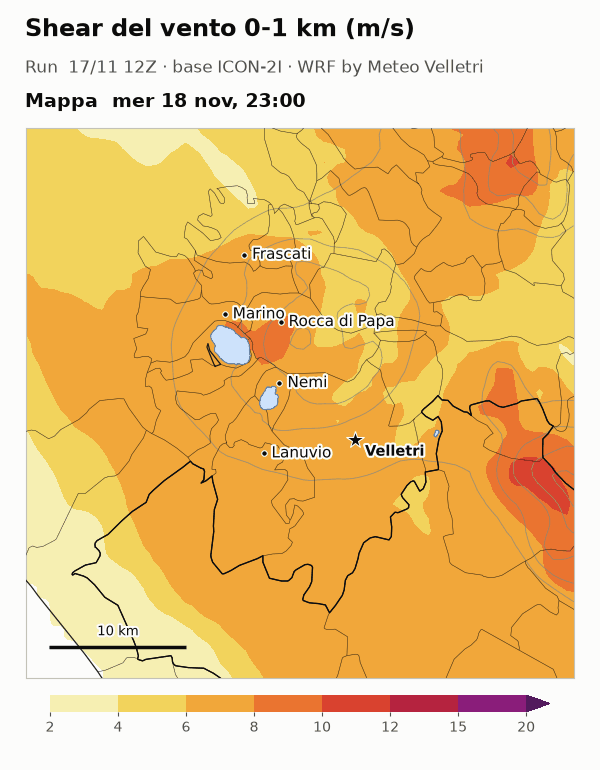 Shear del vento 0-1 km (m/s)
Run  17/11 12Z · base ICON-2I · WRF by Meteo Velletri
Mappa  mer 18 nov, 23:00
Frascati
Marino
Rocca di Papa
Nemi
Velletri
Lanuvio
10 km
2 4 6 8 10 12 15 20